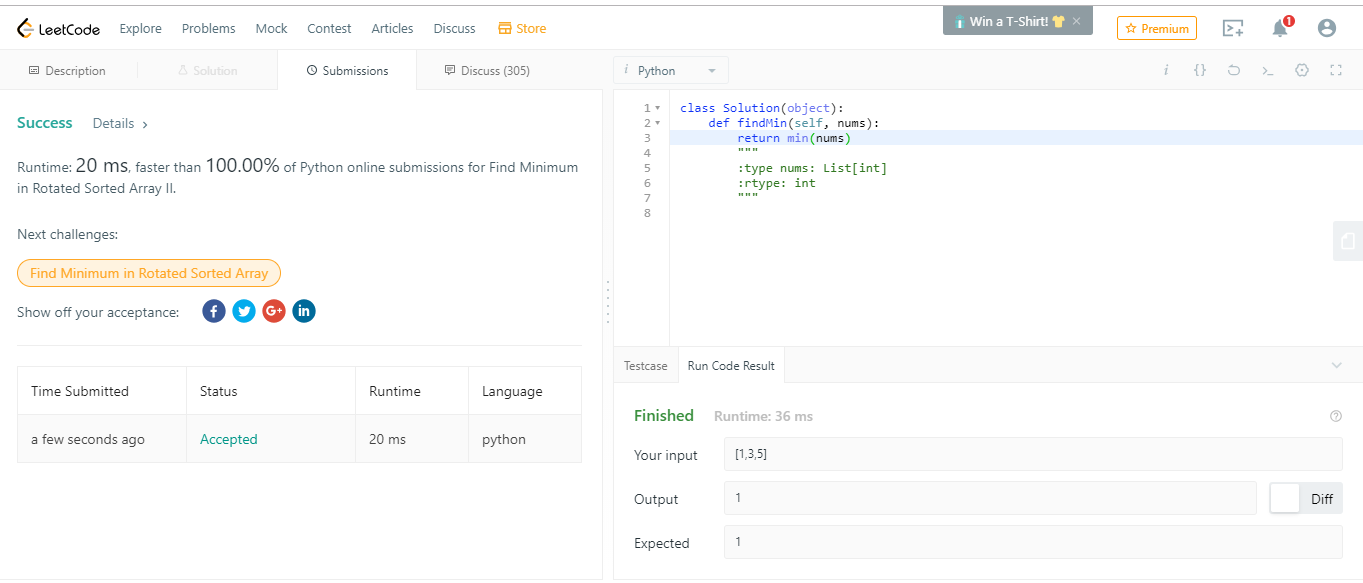 LeetCode Explore Problems Mock Contest Articles Discuss Store Win a T-Shirt! × Premium 1
Description Solution Submissions Discuss (305)
Success Details >
Runtime: 20 ms, faster than 100.00% of Python online submissions for Find Minimum
in Rotated Sorted Array II.
Next challenges:
Find Minimum in Rotated Sorted Array
Show off your acceptance: f G+ in
Time Submitted Status Runtime Language
a few seconds ago Accepted 20 ms python
i Python i {} >_
1 class Solution(object):
2 def findMin(self, nums):
3 return min(nums)
4 """
5 :type nums: List[int]
6 :rtype: int
7 """
8
Testcase Run Code Result
Finished Runtime: 36 ms ?
Your input [1,3,5]
Output 1 Diff
Expected 1